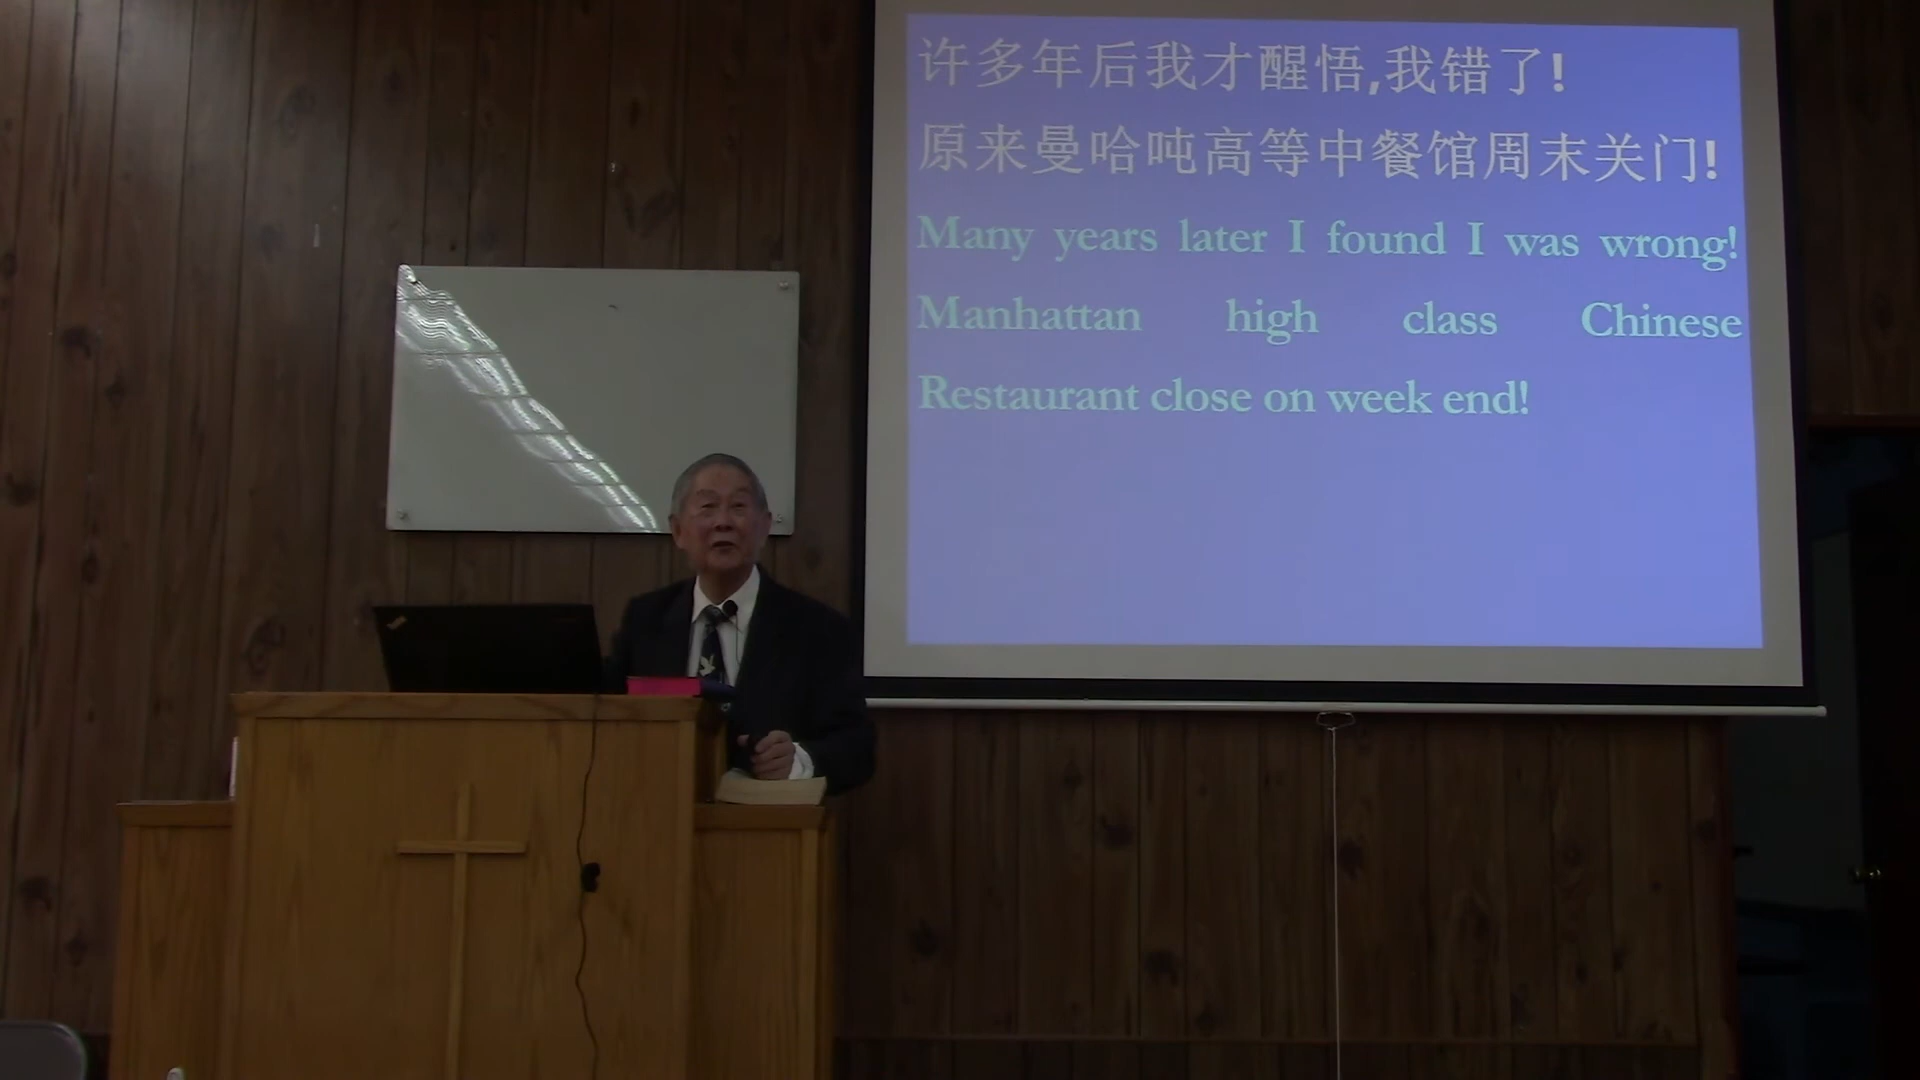 许多年后我才醒悟,我错了!
原来曼哈吨高等中餐馆周末关门!
Many years later I found I was wrong!
Manhattan high class Chinese
Restaurant close on week end!